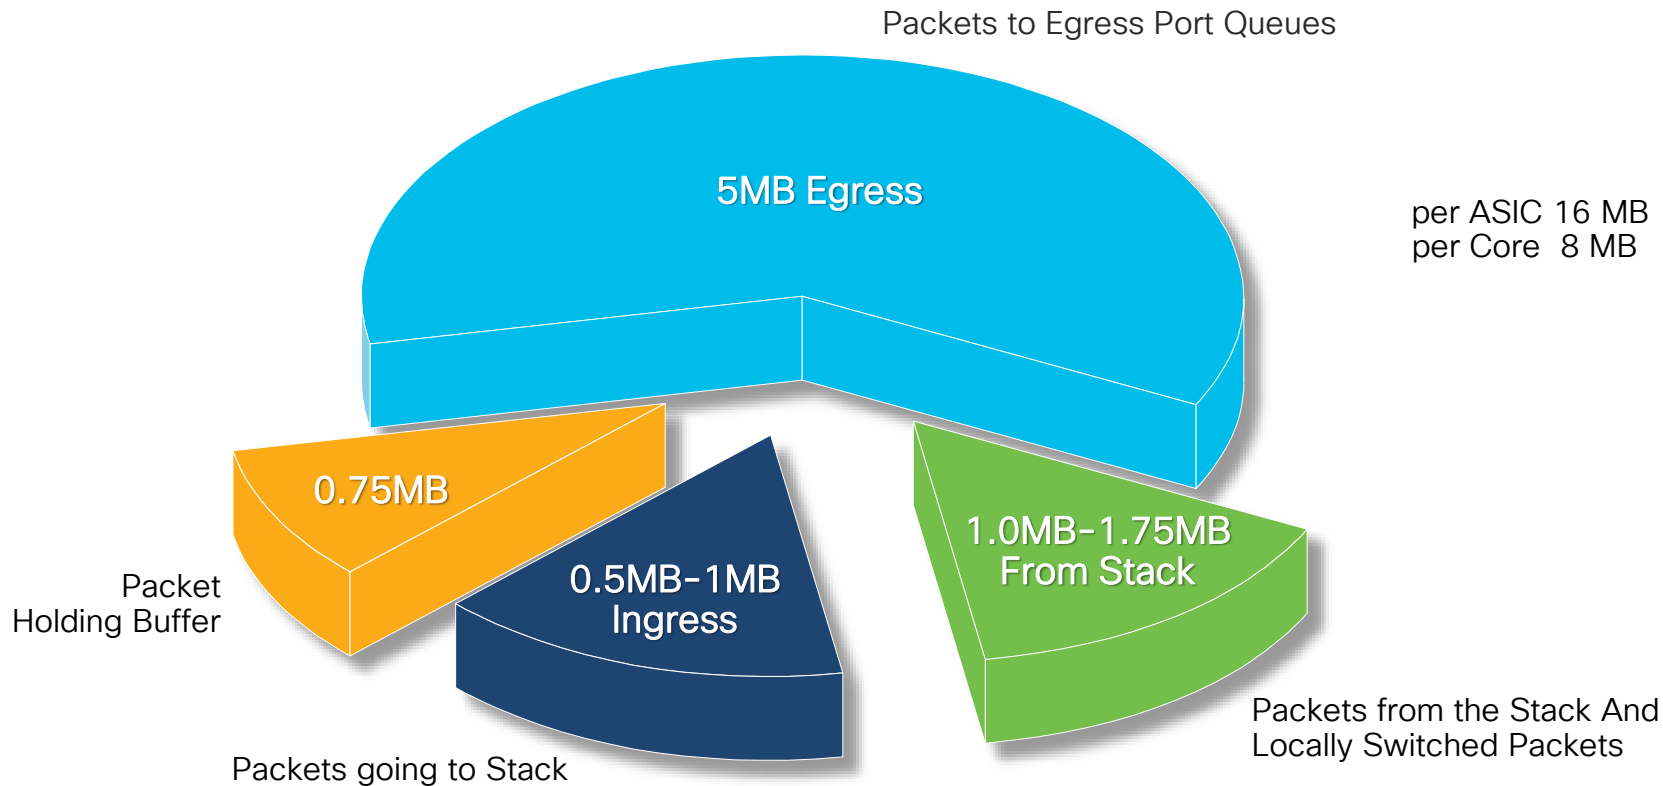 Packets to Egress Port Queues
5MB Egress
per ASIC 16 MB
per Core 8 MB
0.75MB
Packet
Holding Buffer
0.5MB-1MB
Ingress
Packets going to Stack
1.0MB-1.75MB
From Stack
Packets from the Stack And
Locally Switched Packets